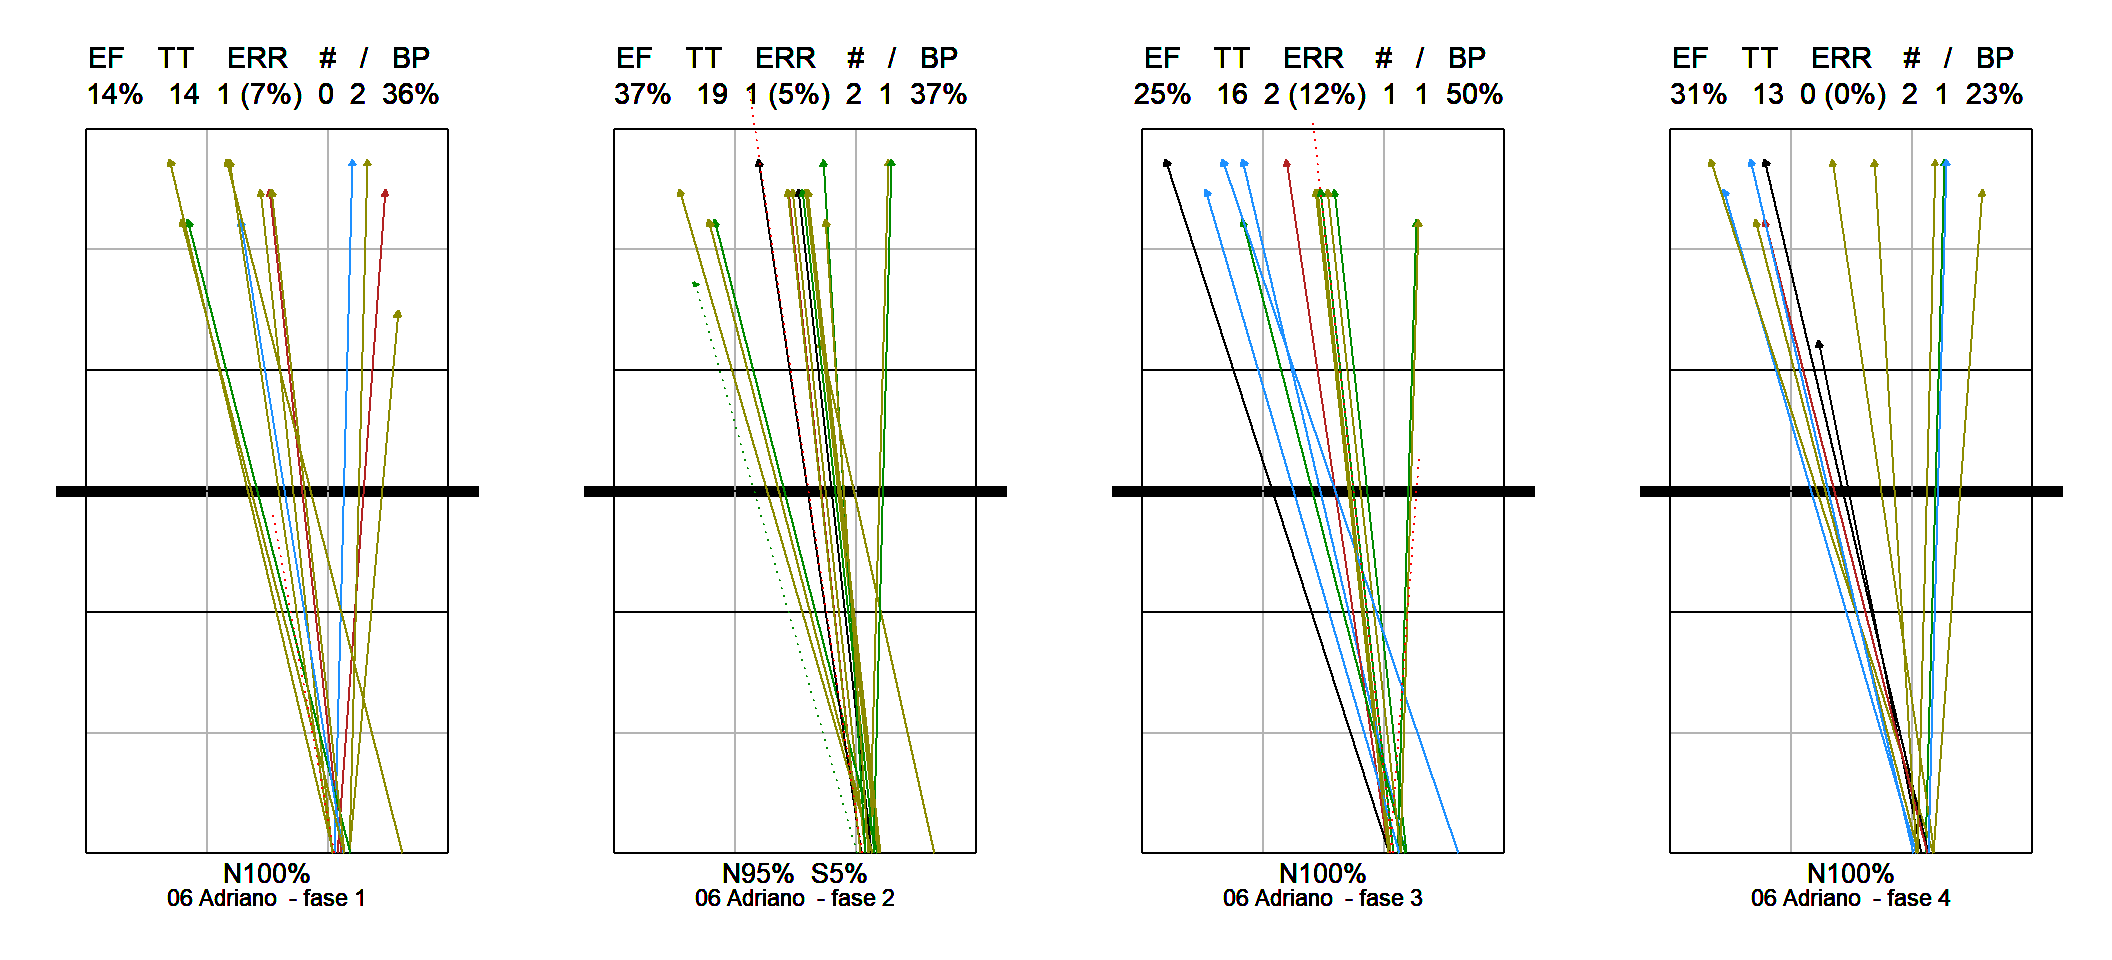 EF TT ERR # / BP
14% 14 1 (7%) 0 2 36%
N100%
06 Adriano - fase 1
EF TT ERR # / BP
37% 19 1 (5%) 2 1 37%
N95% S5%
06 Adriano - fase 2
EF TT ERR # / BP
25% 16 2 (12%) 1 1 50%
N100%
06 Adriano - fase 3
EF TT ERR # / BP
31% 13 0 (0%) 2 1 23%
N100%
06 Adriano - fase 4